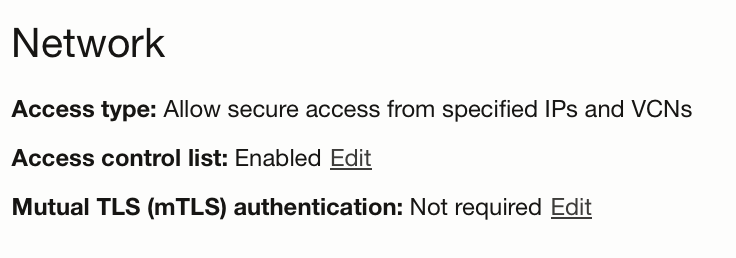 Network
Access type: Allow secure access from specified IPs and VCNs
Access control list: Enabled Edit
Mutual TLS (mTLS) authentication: Not required Edit